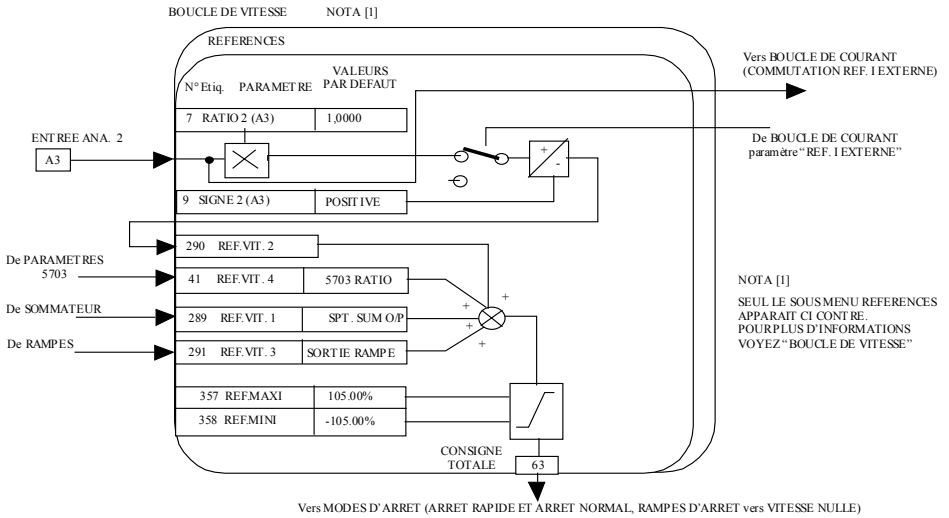 BOUCLE DE VITESSE NOTA [1]
REFERENCES
N° Etiq. PARAMETRE VALEURS PAR DEFAUT
7 RATIO 2 (A3) 1,0000
ENTREE ANA. 2
A3
Vers BOUCLE DE COURANT
(COMMUTATION REF. I EXTERNE)
De BOUCLE DE COURANT
paramètre "REF. I EXTERNE"
+
-
9 SIGNE 2 (A3) POSITIVE
290 REF.VIT. 2
De PARAMETRES
5703
41 REF.VIT. 4 5703 RATIO
+
+
De SOMMATEUR
289 REF.VIT. 1 SPT. SUM O/P
+
De RAMPES
291 REF.VIT. 3 SORTIE RAMPE
+
NOTA [1]
SEUL LE SOUS MENU REFERENCES
APPARAIT CI CONTRE.
POUR PLUS D'INFORMATIONS
VOYEZ "BOUCLE DE VITESSE"
357 REF.MAXI 105.00%
358 REF.MINI -105.00%
CONSIGNE
TOTALE
63
Vers MODES D'ARRET (ARRET RAPIDE ET ARRET NORMAL, RAMPES D'ARRET vers VITESSE NULLE)